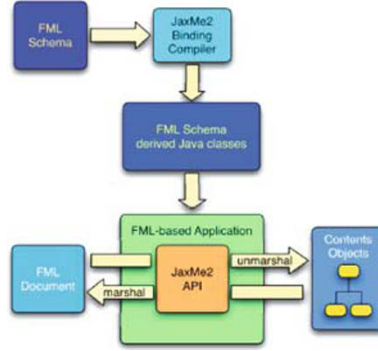 FML
Schema
JaxMe2
Binding
Compiler
FML Schema
derived Java classes
FML-based Application
Contents
Objects
unmarshal
JaxMe2
API
FML
Document
marshal